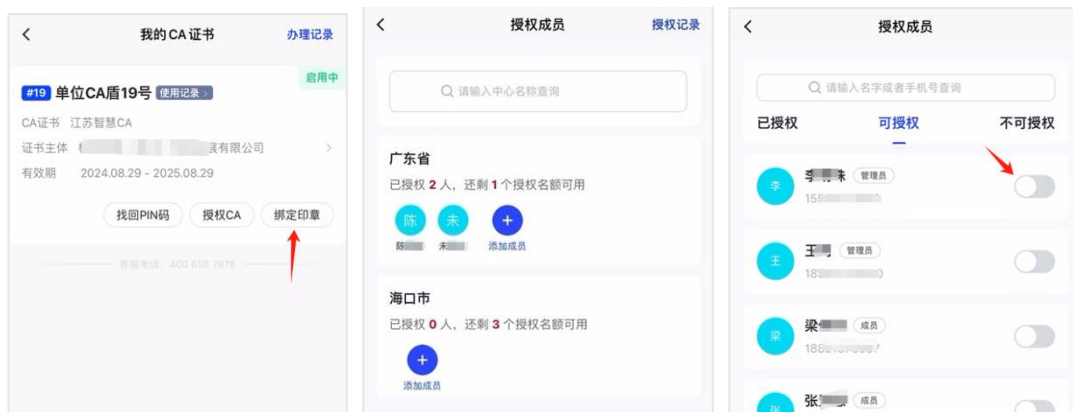 我的CA证书
办理记录
启用中
#19 单位CA盾19号 使用记录
CA证书 江苏智慧CA
证书主体 展有限公司
有效期 2024.08.29 - 2025.08.29
找回PIN码 授权CA 绑定印章
客服电话: 400 658 7878
授权成员
授权记录
请输入中心名称查询
广东省
已授权 2 人，还剩 1 个授权名额可用
陈 未
陈 未 添加成员
海口市
已授权 0 人，还剩 3 个授权名额可用
添加成员
授权成员
请输入名字或者手机号查询
已授权 可授权 不可授权
李 李 管理员
王 王 管理员
梁 梁 成员
张 张 成员